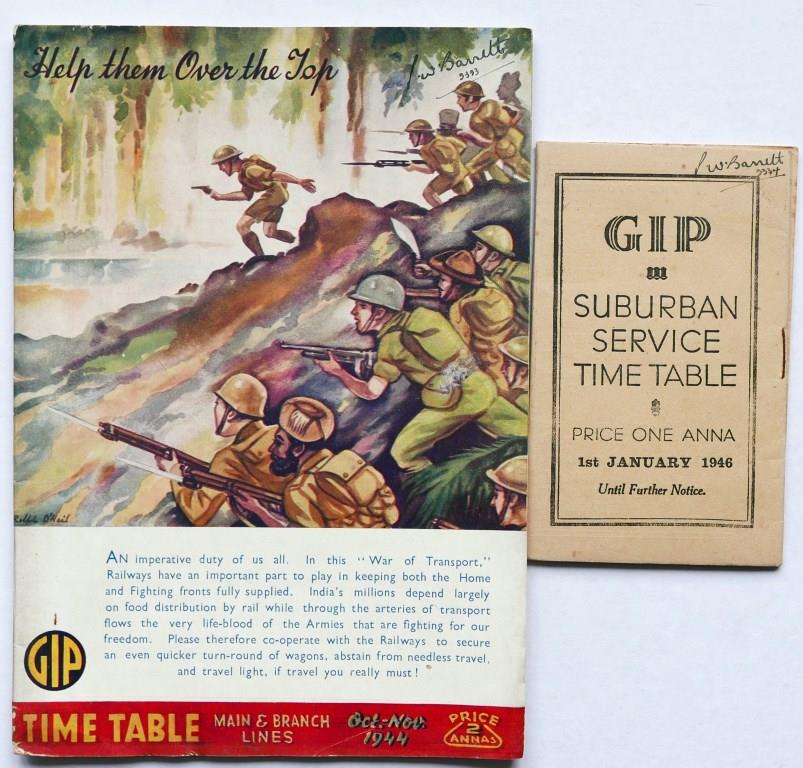 Help them Over the Top
J.W. Barrett
3393
Ralph O'Neil
AN imperative duty of us all. In this "War of Transport,"
Railways have an important part to play in keeping both the Home
and Fighting fronts fully supplied. India's millions depend largely
on food distribution by rail while through the arteries of transport
flows the very life-blood of the Armies that are fighting for our
freedom. Please therefore co-operate with the Railways to secure
an even quicker turn-round of wagons, abstain from needless travel,
and travel light, if travel you really must!
GIP
TIME TABLE
MAIN & BRANCH
LINES
Oct.-Nov.
1944
PRICE
2
ANNAS
J.W. Barrett
GIP
SUBURBAN
SERVICE
TIME TABLE
PRICE ONE ANNA
1st JANUARY 1946
Until Further Notice.